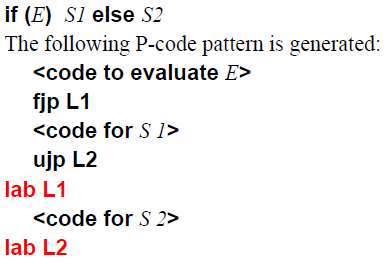 if (E) S1 else S2
The following P-code pattern is generated:
<code to evaluate E>
fjp L1
<code for S 1>
ujp L2
lab L1
<code for S 2>
lab L2